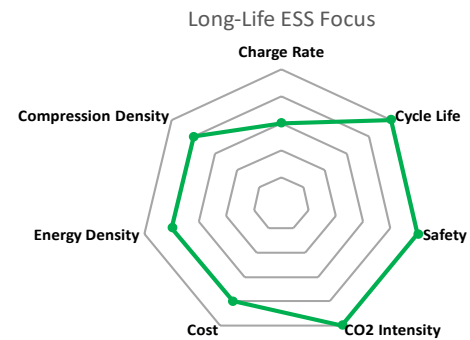 Long-Life ESS Focus
Charge Rate
Compression Density
Cycle Life
Energy Density
Safety
Cost
CO2 Intensity